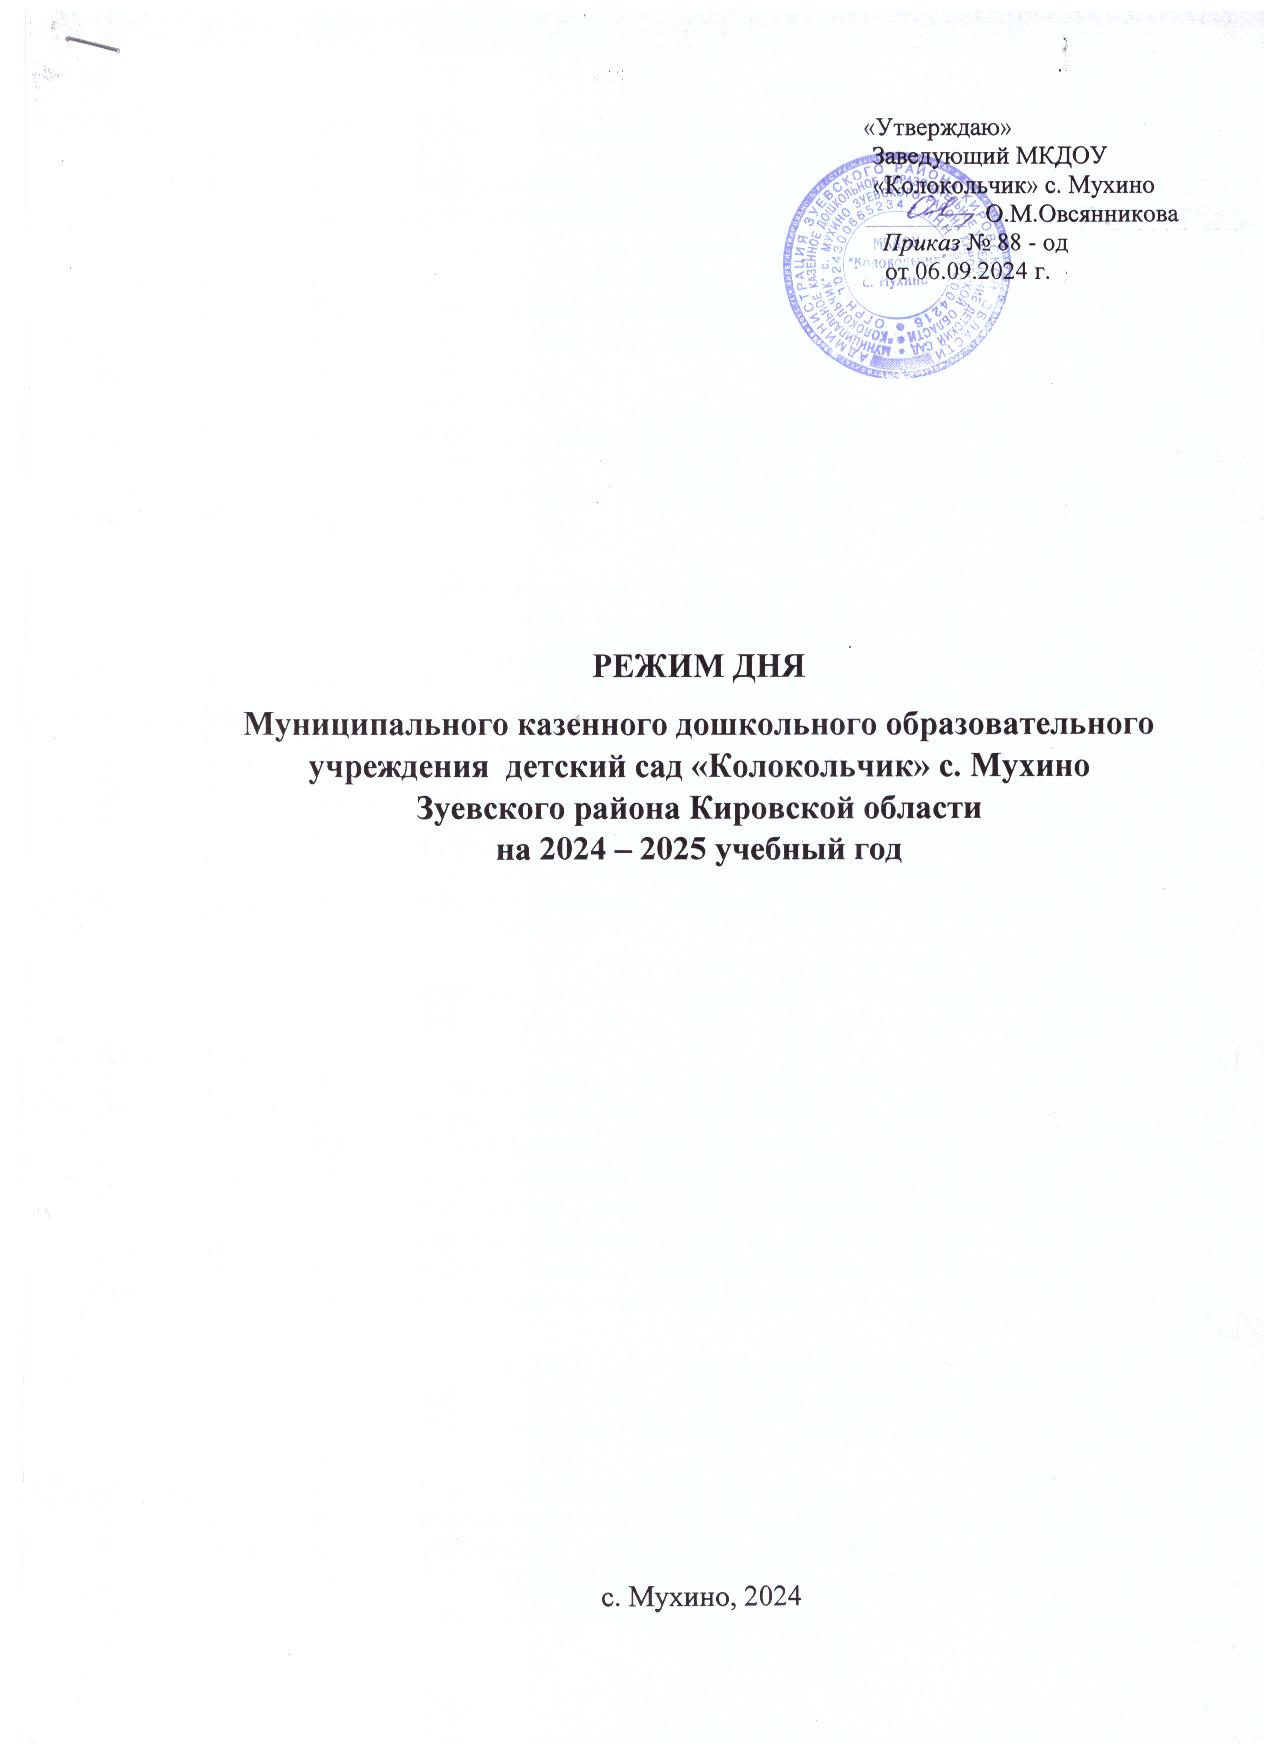 «Утверждаю»
Заведующий МКДОУ
«Колокольчик» с. Мухино
О.М.Овсянникова
Приказ № 88 - од
от 06.09.2024 г.
РЕЖИМ ДНЯ
Муниципального казенного дошкольного образовательного
учреждения детский сад «Колокольчик» с. Мухино
Зуевского района Кировской области
на 2024 – 2025 учебный год
с. Мухино, 2024